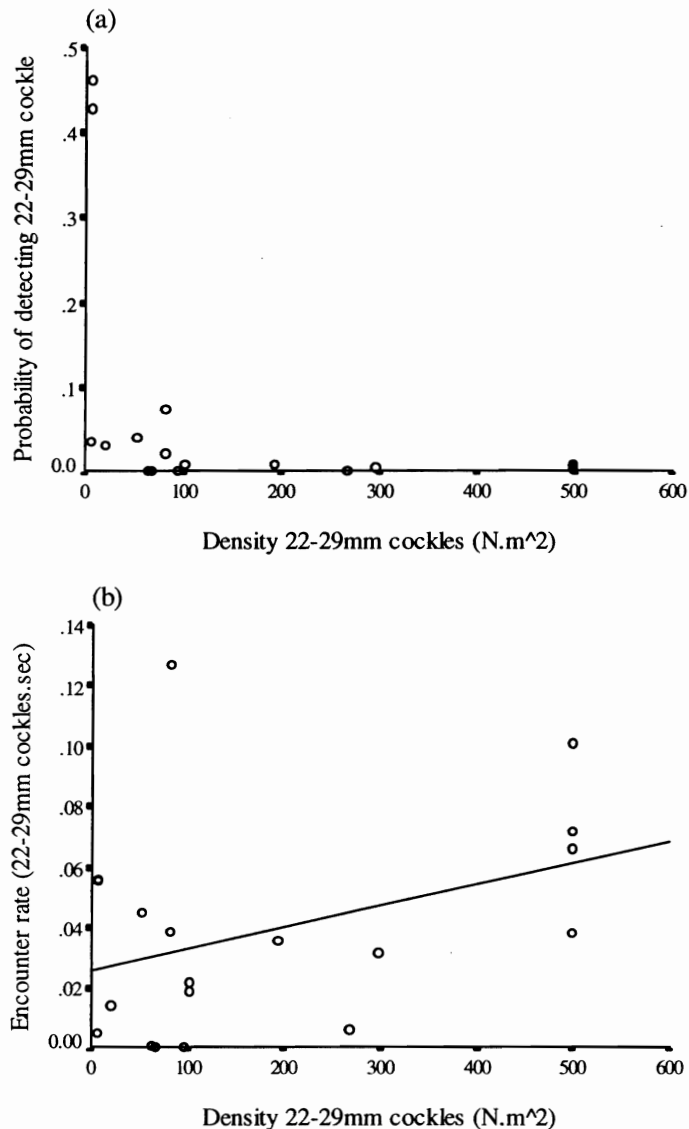 (a)
Probability of detecting 22-29mm cockle
.5
.4
.3
.2
.1
0.0
0 100 200 300 400 500 600
Density 22-29mm cockles (N.m^2)
(b)
Encounter rate (22-29mm cockles.sec)
.14
.12
.10
.08
.06
.04
.02
0.00
0 100 200 300 400 500 600
Density 22-29mm cockles (N.m^2)